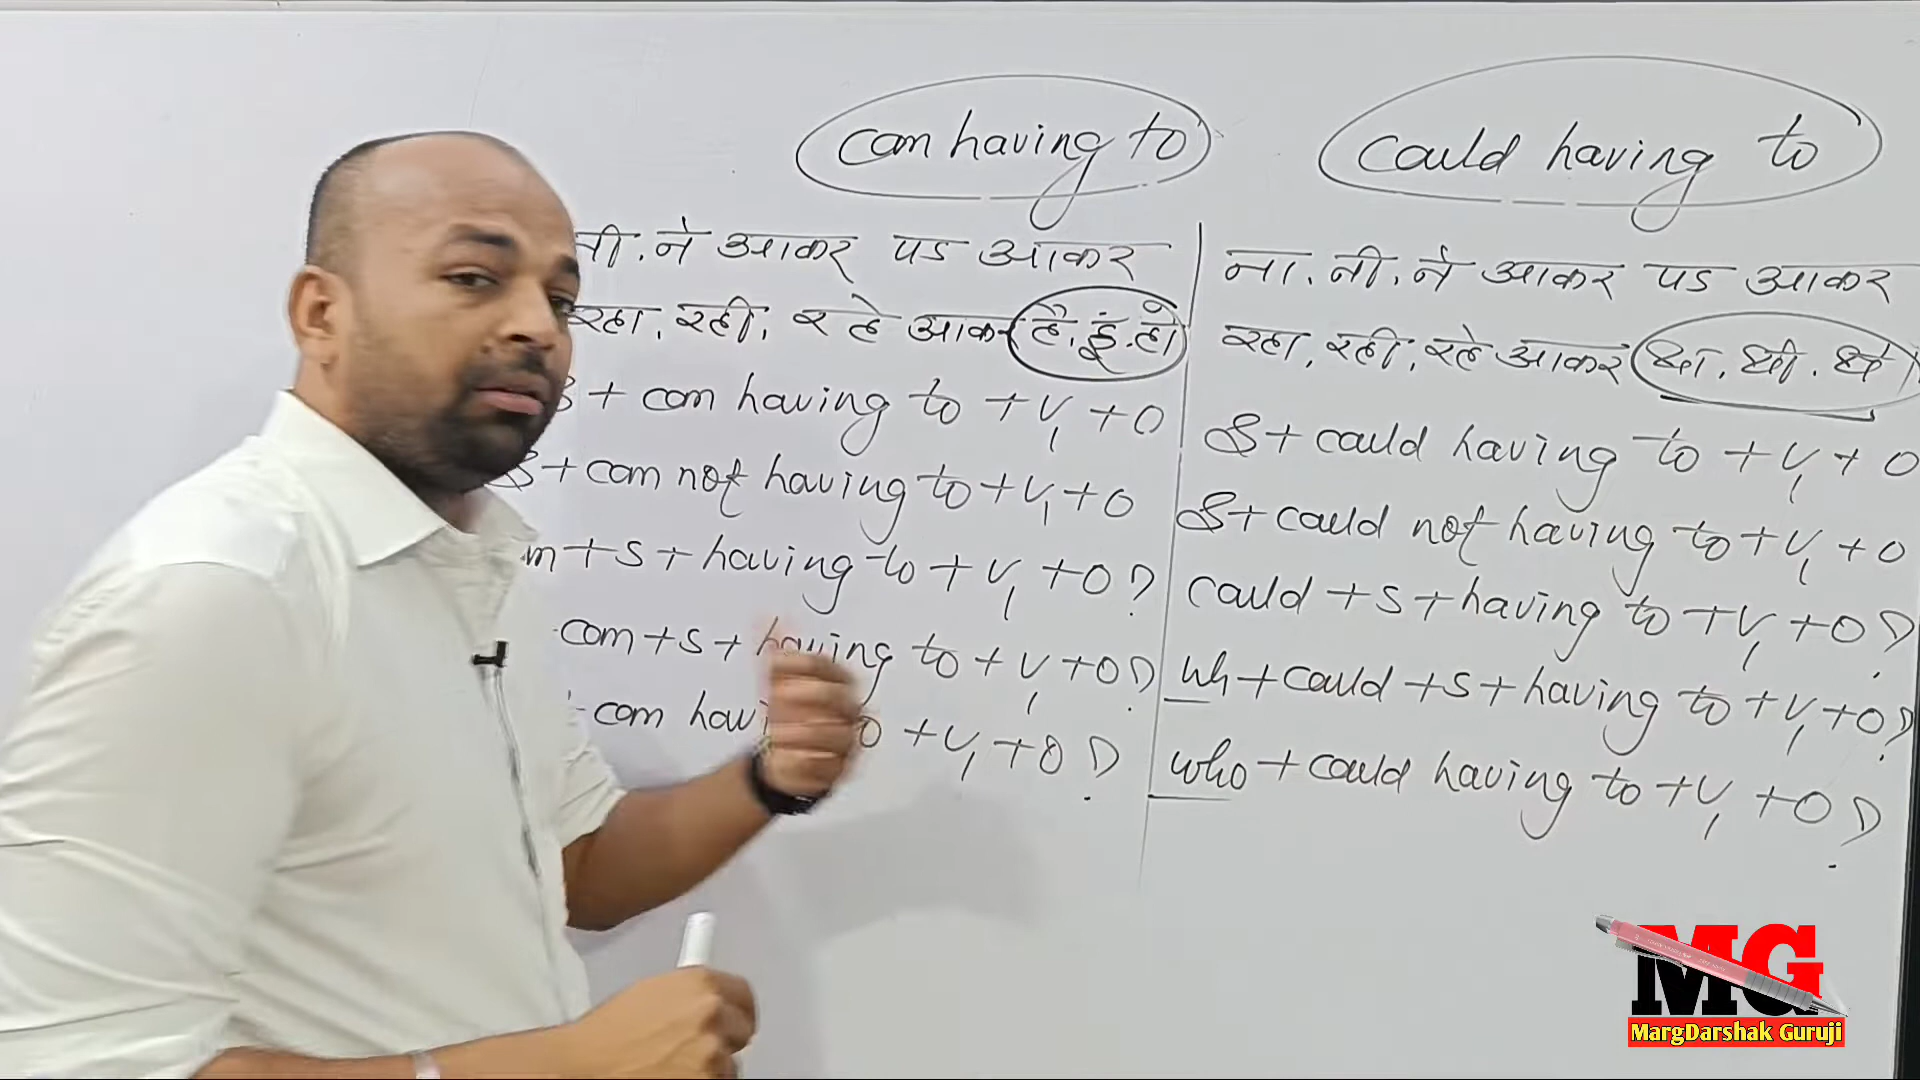 can having to
could having to
नी. ने आकर पड आकर
रहा. रही. रहे आकर है. हूं. हो
S + can having to + V1 + O
S + can not having to + V1 + O
+ S + having to + V1 + O ?
can + S + having to + V1 + O ?
can having to + V1 + O ?
ना. नी. ने आकर पड आकर
रहा. रही. रहे आकर था. थी. थे
S + could having to + V1 + O
S + could not having to + V1 + O
could + S + having to + V1 + O ?
wh + could + S + having to + V1 + O ?
who + could having to + V1 + O ?
MG
MargDarshak Guruji